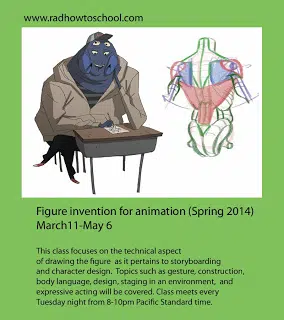 www.radhowtoschool.com
Figure invention for animation (Spring 2014)
March11-May 6
This class focuses on the technical aspect
of drawing the figure as it pertains to storyboarding
and character design. Topics such as gesture, construction,
body language, design, staging in an environment, and
expressive acting will be covered. Class meets every
Tuesday night from 8-10pm Pacific Standard time.